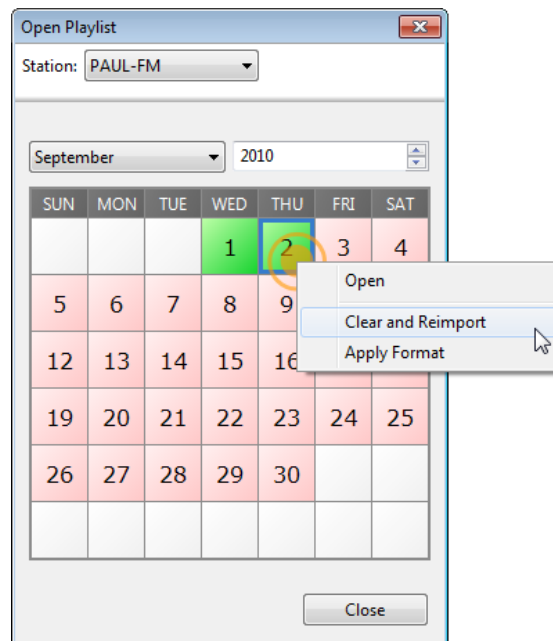 Open Playlist
Station: PAUL-FM
September 2010
SUN MON TUE WED THU FRI SAT
1 2 3 4
Open
5 6 7 8 9
Clear and Reimport
Apply Format
12 13 14 15 16
19 20 21 22 23 24 25
26 27 28 29 30
Close